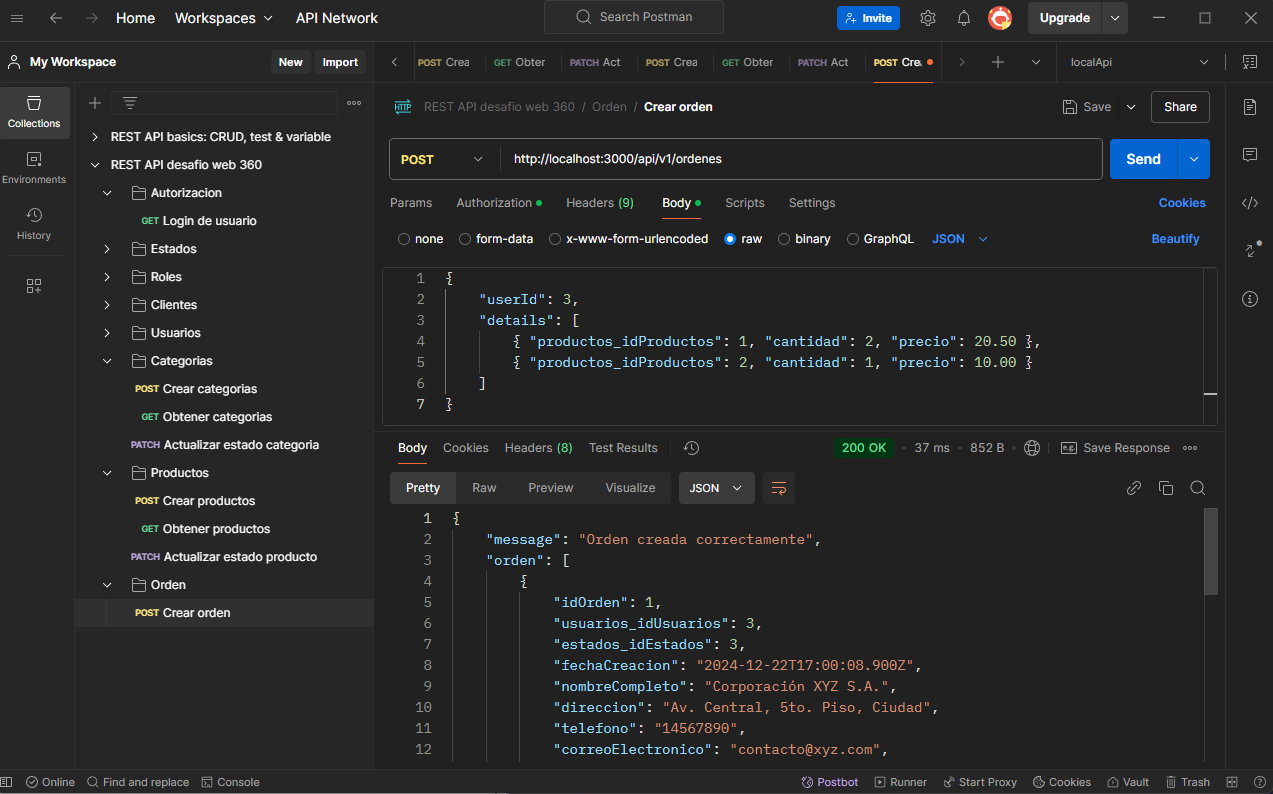 Home Workspaces API Network Search Postman Invite Upgrade
My Workspace New Import POST Crea GET Obter PATCH Act POST Crea GET Obter PATCH Act POST Crea localApi
Collections
Environments
History
REST API basics: CRUD, test & variable
REST API desafio web 360
Autorizacion
GET Login de usuario
Estados
Roles
Clientes
Usuarios
Categorias
POST Crear categorias
GET Obtener categorias
PATCH Actualizar estado categoria
Productos
POST Crear productos
GET Obtener productos
PATCH Actualizar estado producto
Orden
POST Crear orden
HTTP REST API desafio web 360 / Orden / Crear orden Save Share
POST http://localhost:3000/api/v1/ordenes Send
Params Authorization Headers (9) Body Scripts Settings Cookies
none form-data x-www-form-urlencoded raw binary GraphQL JSON Beautify
1 {
2 "userId": 3,
3 "details": [
4 { "productos_idProductos": 1, "cantidad": 2, "precio": 20.50 },
5 { "productos_idProductos": 2, "cantidad": 1, "precio": 10.00 }
6 ]
7 }
Body Cookies Headers (8) Test Results 200 OK 37 ms 852 B e.g. Save Response
Pretty Raw Preview Visualize JSON
1 {
2 "message": "Orden creada correctamente",
3 "orden": [
4 {
5 "idOrden": 1,
6 "usuarios_idUsuarios": 3,
7 "estados_idEstados": 3,
8 "fechaCreacion": "2024-12-22T17:00:08.900Z",
9 "nombreCompleto": "Corporación XYZ S.A.",
10 "direccion": "Av. Central, 5to. Piso, Ciudad",
11 "telefono": "14567890",
12 "correoElectronico": "contacto@xyz.com",
Online Find and replace Console Postbot Runner Start Proxy Cookies Vault Trash